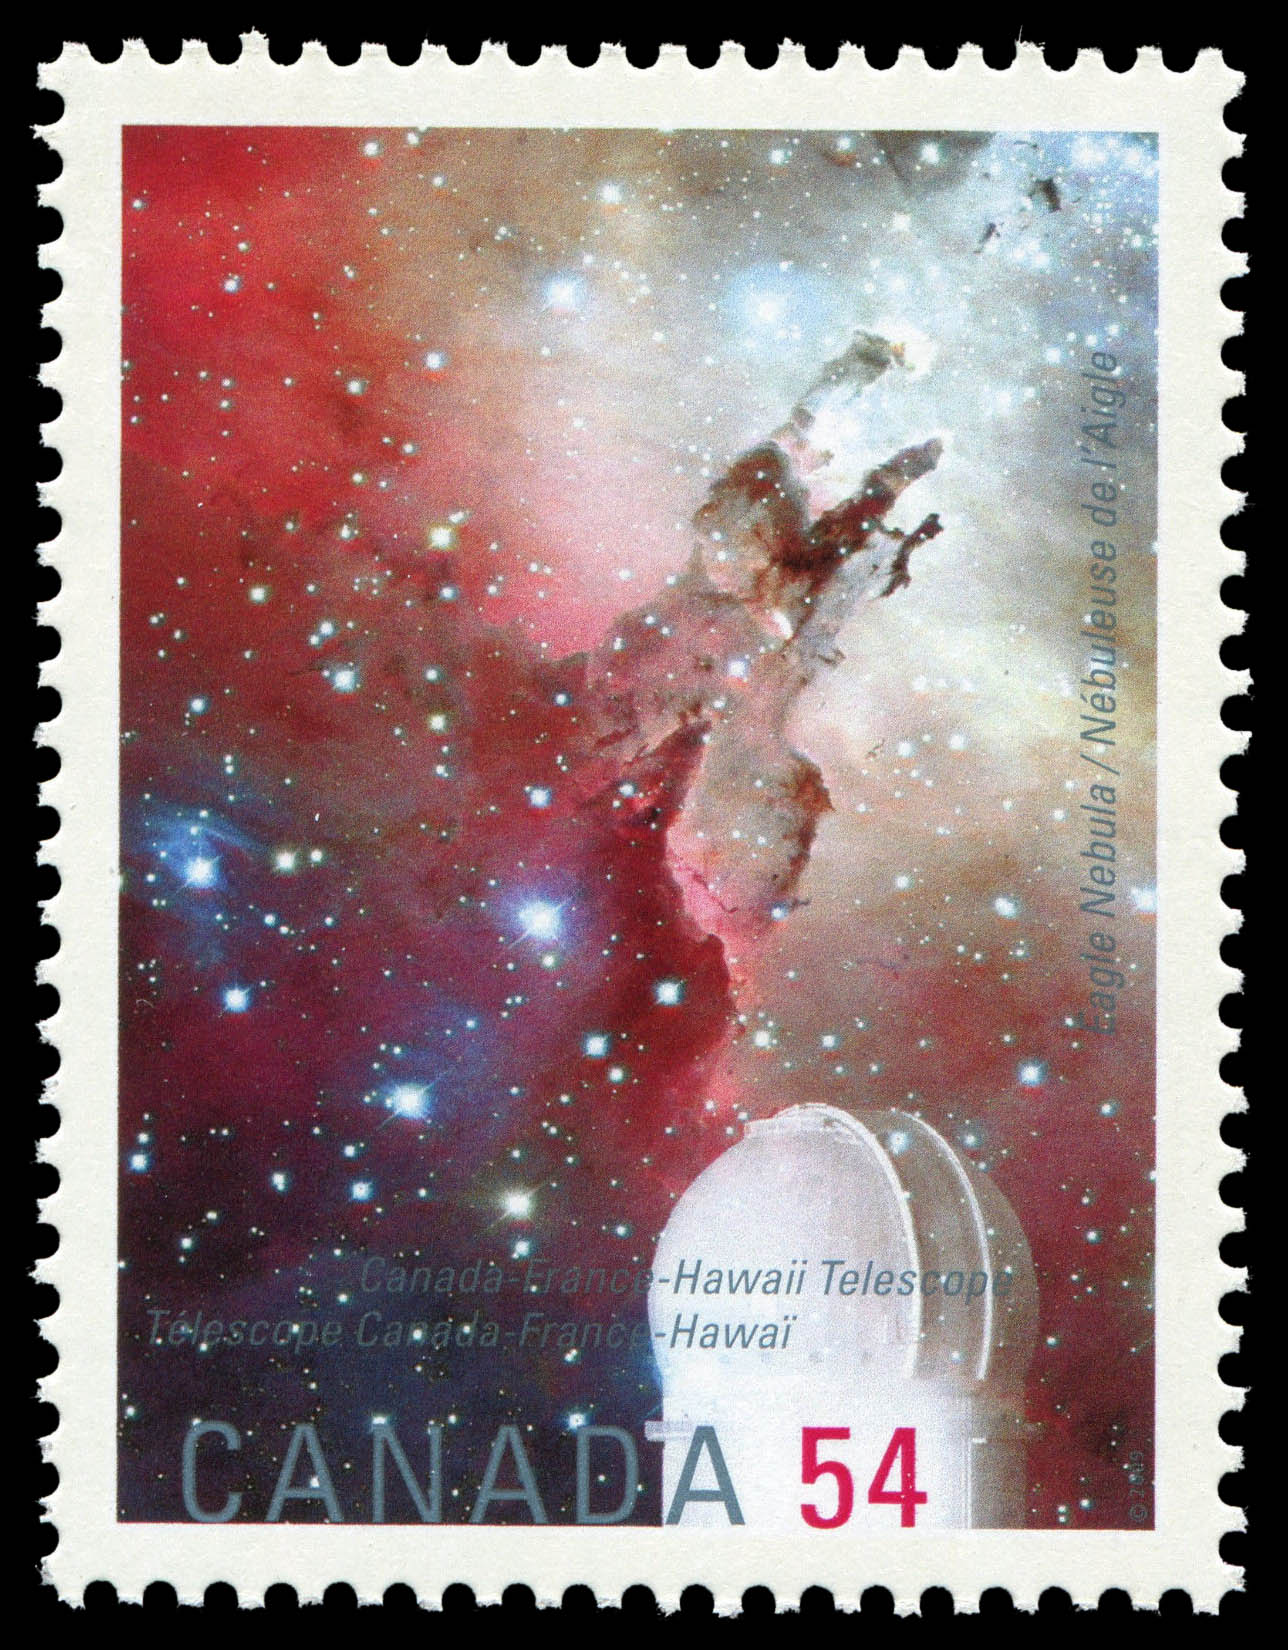 Eagle Nebula / Nébuleuse de l'Aigle
Canada-France-Hawaii Telescope
Télescope Canada-France-Hawaï
CANADA 54
© 2009